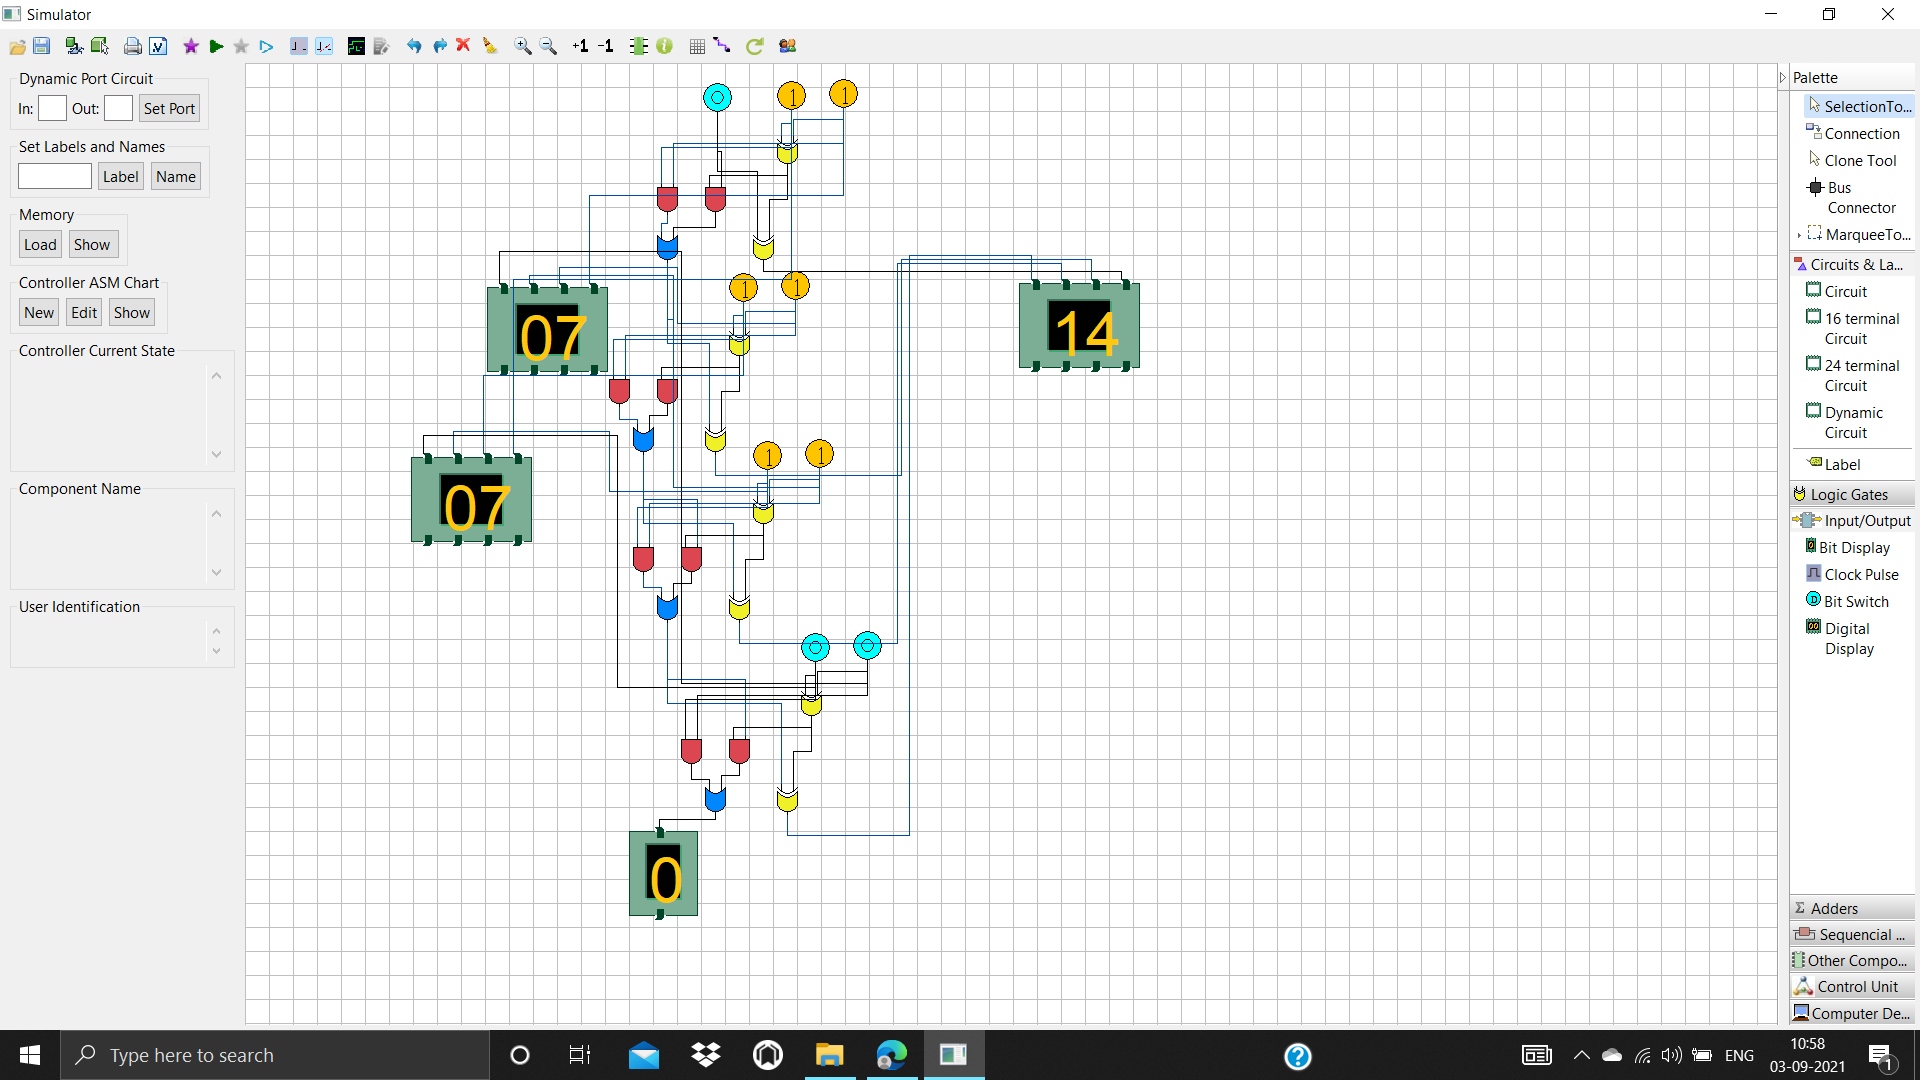 Simulator
+1 -1
Dynamic Port Circuit
In: Out: Set Port
Set Labels and Names
Label Name
Memory
Load Show
Controller ASM Chart
New Edit Show
Controller Current State
Component Name
User Identification
1 1
07
1 1
14
07
1 1
0
Palette
SelectionTo...
Connection
Clone Tool
Bus
Connector
MarqueeTo...
Circuits & La...
Circuit
16 terminal
Circuit
24 terminal
Circuit
Dynamic
Circuit
Label
Logic Gates
Input/Output
Bit Display
Clock Pulse
D Bit Switch
Digital
Display
Σ Adders
Sequential ...
Other Compo...
Control Unit
Computer De...
Type here to search
ENG
10:58
03-09-2021
1